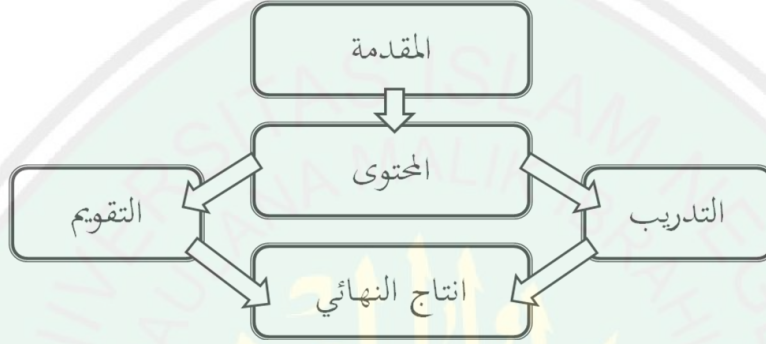 المقدمة
المحتوى
التدريب
التقويم
انتاج النهائي